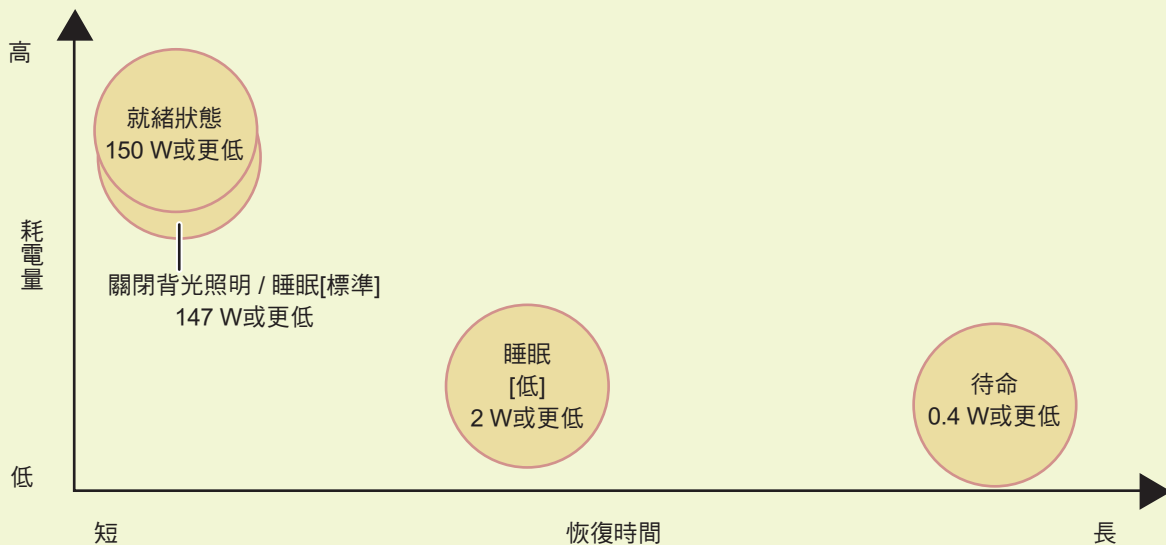 高
就緒狀態
150 W或更低
耗電量
關閉背光照明 / 睡眠[標準]
147 W或更低
睡眠
[低]
2 W或更低
待命
0.4 W或更低
低
短
恢復時間
長